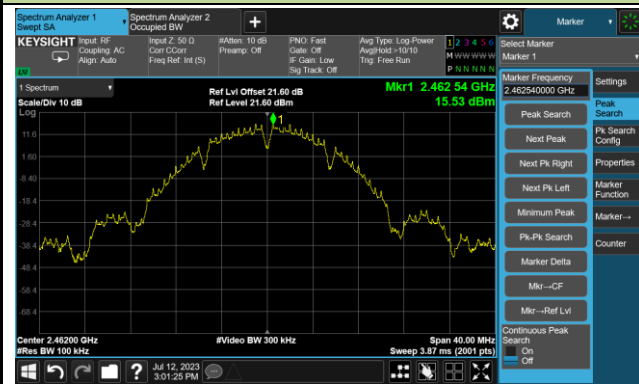 Spectrum Analyzer 1
Swept SA
Spectrum Analyzer 2
Occupied BW
Marker
KEYSIGHT
Input: RF
Coupling: AC
Align: Auto
Input Z: 50 Ω
Corr CCorr
Freq Ref: Int (S)
#Atten: 10 dB
Preamp: Off
PNO: Fast
Gate: Off
IF Gain: Low
Sig Track: Off
Avg Type: Log-Power
Avg|Hold:>10/10
Trig: Free Run
1 2 3 4 5 6
M W W W W W
P N N N N N
Select Marker
Marker 1
LXI
1 Spectrum
Scale/Div 10 dB
Log
Ref Lvl Offset 21.60 dB
Ref Level 21.60 dBm
Mkr1 2.462 54 GHz
15.53 dBm
1
11.6
1.60
-8.40
-18.4
-28.4
-38.4
-48.4
-58.4
-68.4
Center 2.46200 GHz
#Res BW 100 kHz
#Video BW 300 kHz
Span 40.00 MHz
Sweep 3.87 ms (2001 pts)
Marker Frequency
2.462540000 GHz
Peak Search
Next Peak
Next Pk Right
Next Pk Left
Minimum Peak
Pk-Pk Search
Marker Delta
Mkr→CF
Mkr→Ref Lvl
Continuous Peak
Search
On
Off
Settings
Peak
Search
Pk Search
Config
Properties
Marker
Function
Marker→
Counter
?
Jul 12, 2023
3:01:25 PM